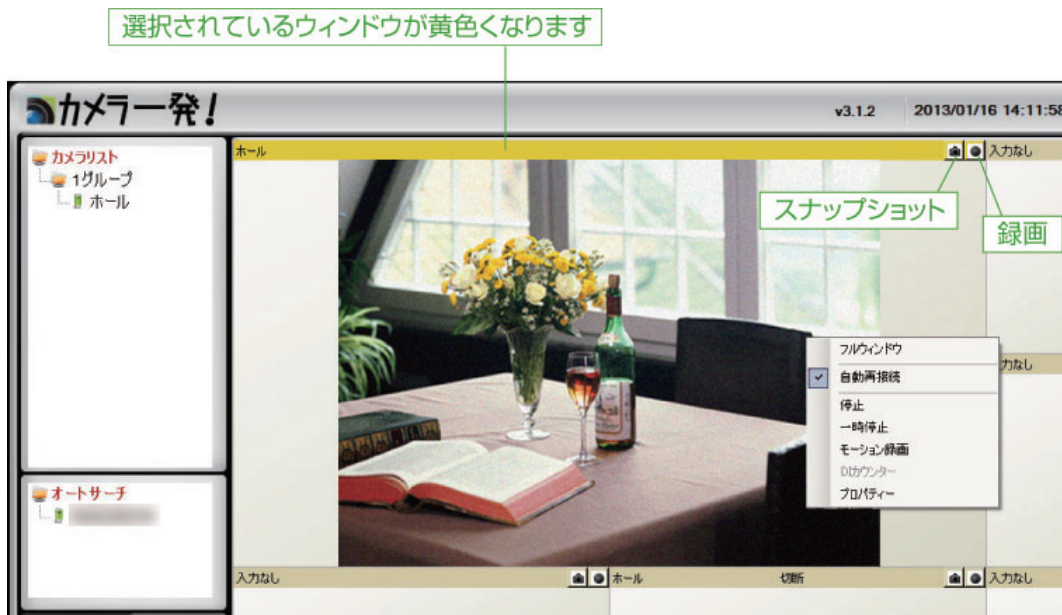 選択されているウィンドウが黄色くなります
カメラ一発!
v3.1.2 2013/01/16 14:11:58
カメラリスト
1グループ
ホール
ホール
入力なし
スナップショット
録画
フルウィンドウ
自動再接続
停止
一時停止
モーション録画
DIカウンター
プロパティー
力なし
オートサーチ
入力なし
ホール 切断
入力なし